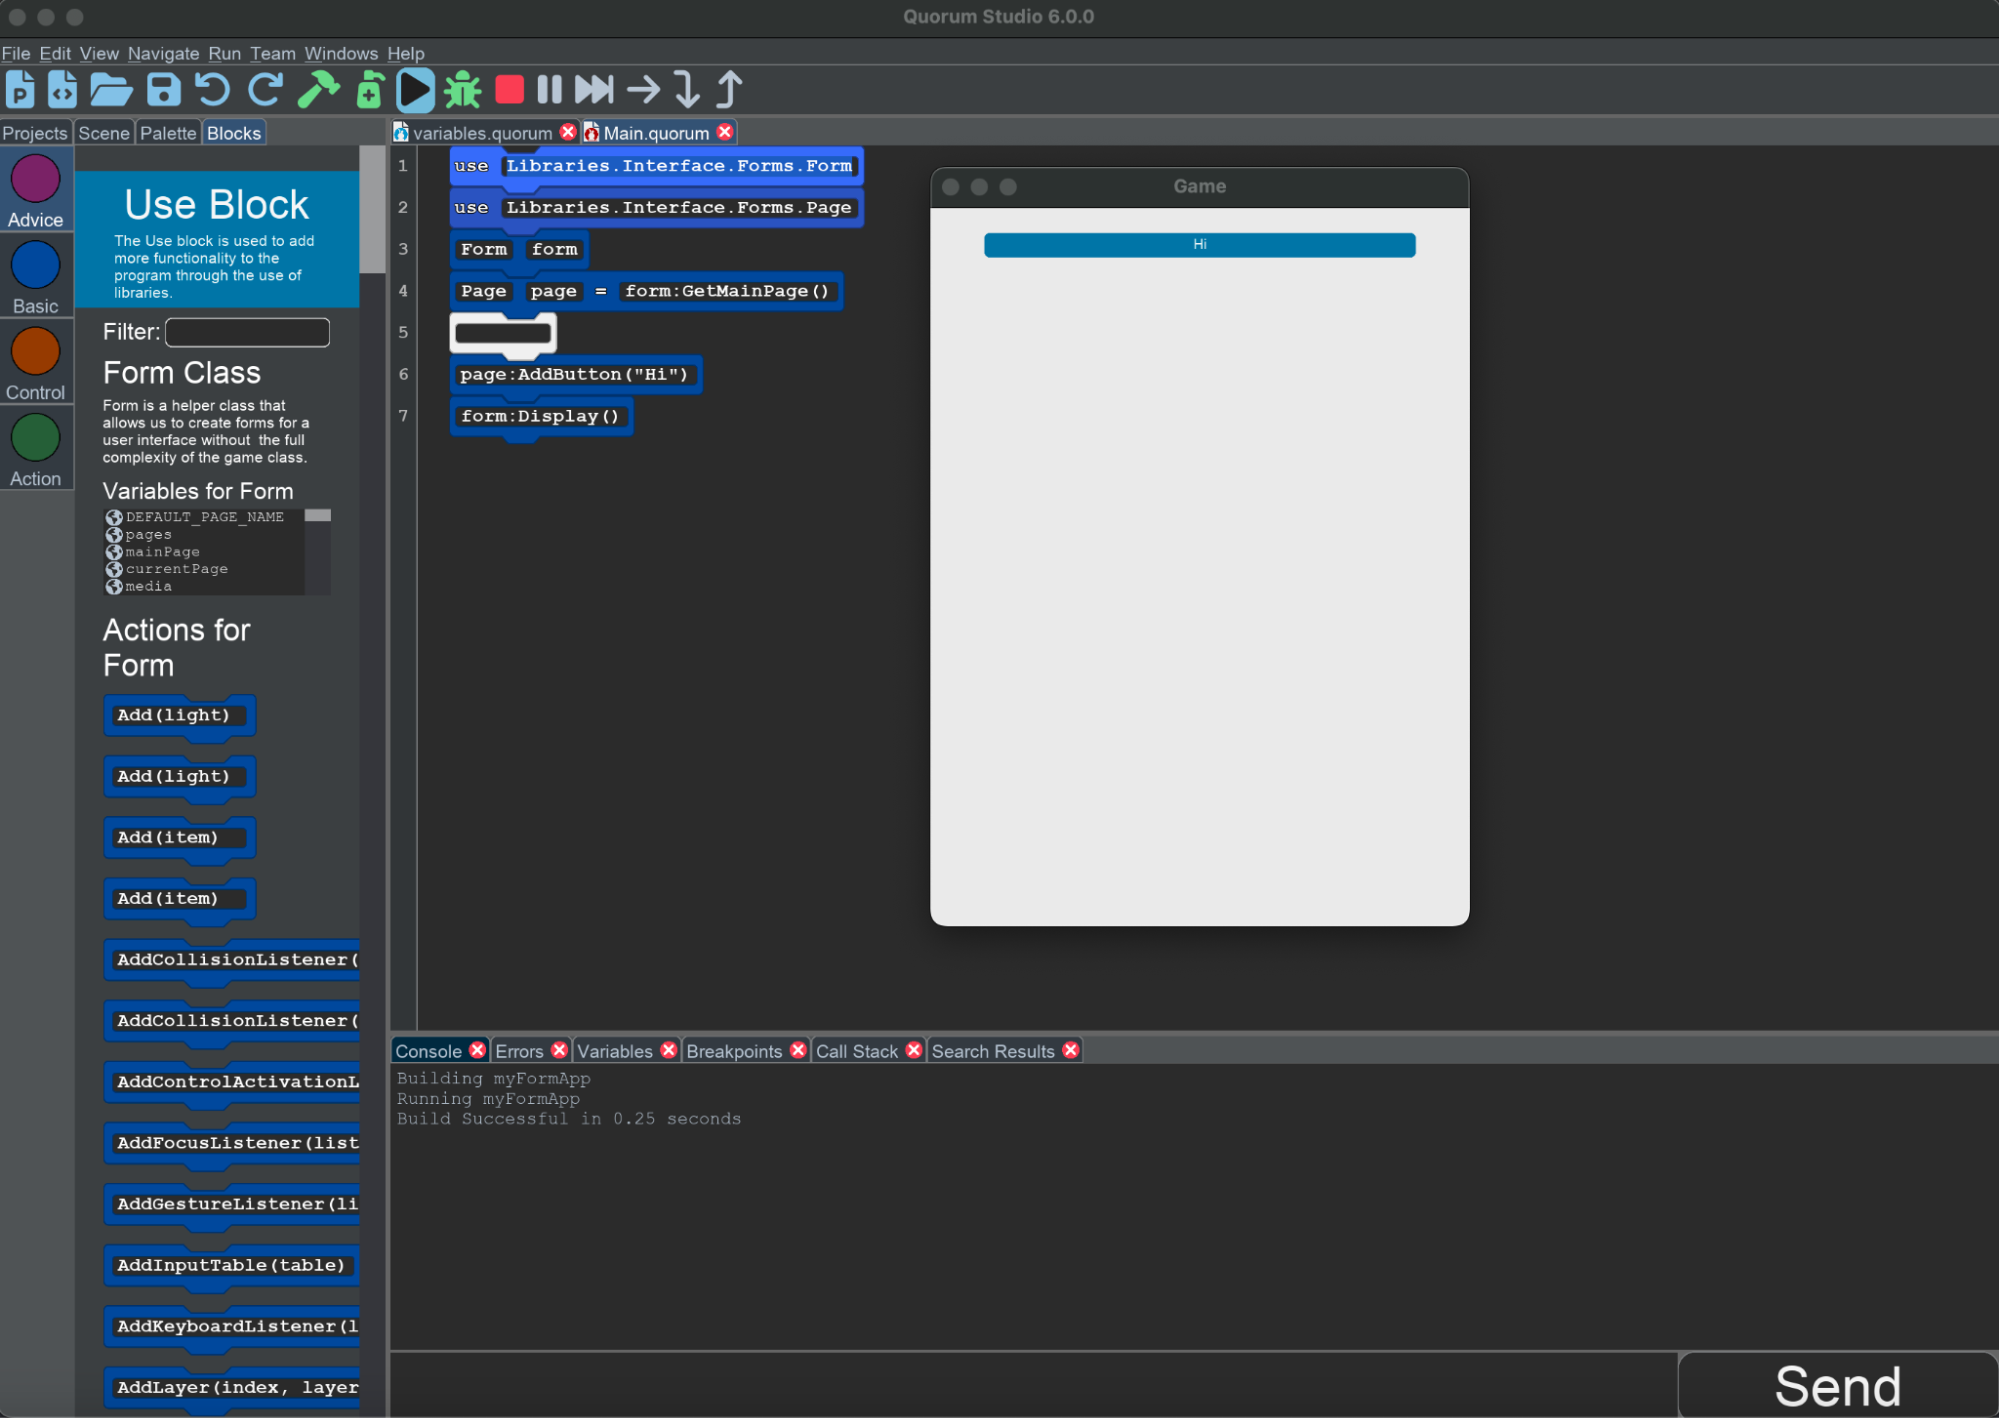 Quorum Studio 6.0.0
File Edit View Navigate Run Team Windows Help
Projects Scene Palette Blocks
variables.quorum Main.quorum
Advice
Basic
Control
Action
Use Block
The Use block is used to add
more functionality to the
program through the use of
libraries.
Filter:
Form Class
Form is a helper class that
allows us to create forms for a
user interface without the full
complexity of the game class.
Variables for Form
DEFAULT_PAGE_NAME
pages
mainPage
currentPage
media
Actions for
Form
Add(light)
Add(light)
Add(item)
Add(item)
AddCollisionListener(
AddCollisionListener(
AddControlActivationL
AddFocusListener(list
AddGestureListener(li
AddInputTable(table)
AddKeyboardListener(l
AddLayer(index, layer
1 use Libraries.Interface.Forms.Form
2 use Libraries.Interface.Forms.Page
3 Form form
4 Page page = form:GetMainPage()
5
6 page:AddButton("Hi")
7 form:Display()
Game
Hi
Console Errors Variables Breakpoints Call Stack Search Results
Building myFormApp
Running myFormApp
Build Successful in 0.25 seconds
Send